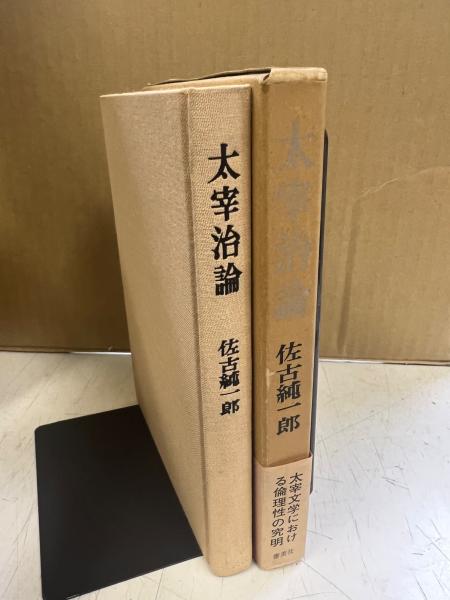 太宰治論
佐古純一郎
太宰治論
佐古純一郎
太宰文学におけ
る倫理性の究明
審美社